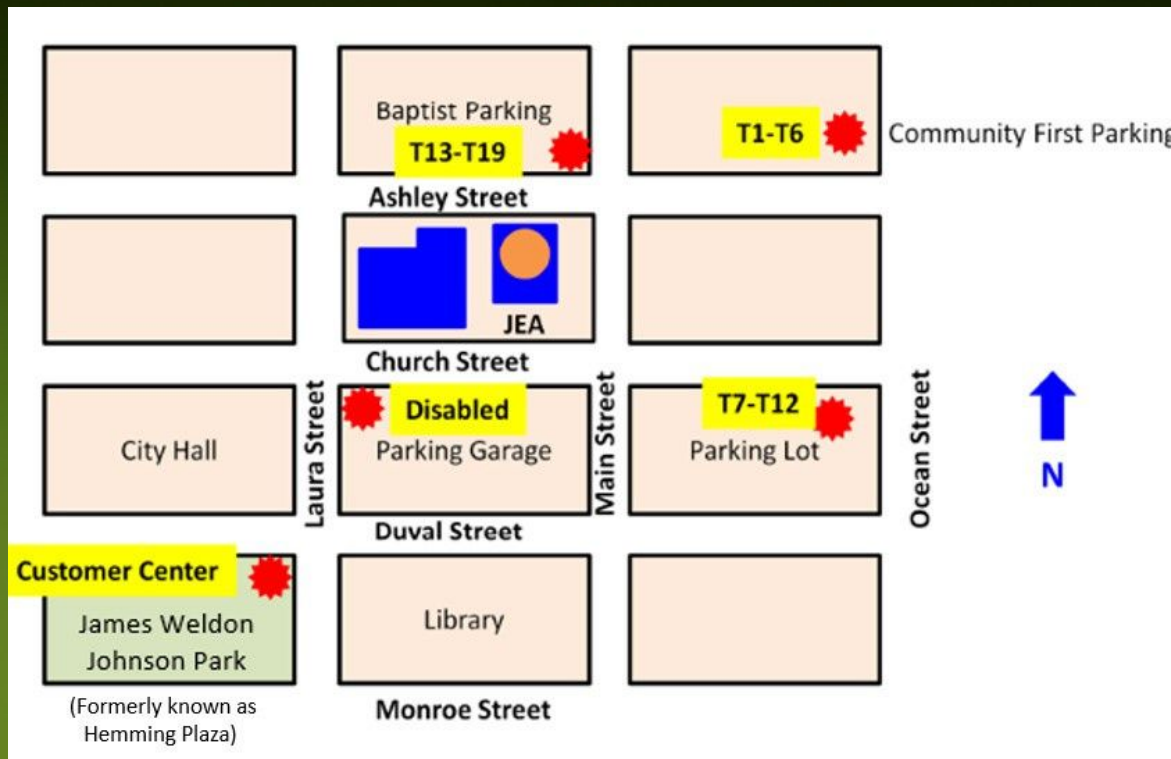 Baptist Parking
T13-T19
T1-T6
Community First Parking
Ashley Street
JEA
Church Street
Disabled
T7-T12
City Hall
Laura Street
Parking Garage
Main Street
Parking Lot
Ocean Street
N
Duval Street
Customer Center
James Weldon
Johnson Park
Library
(Formerly known as
Hemming Plaza)
Monroe Street